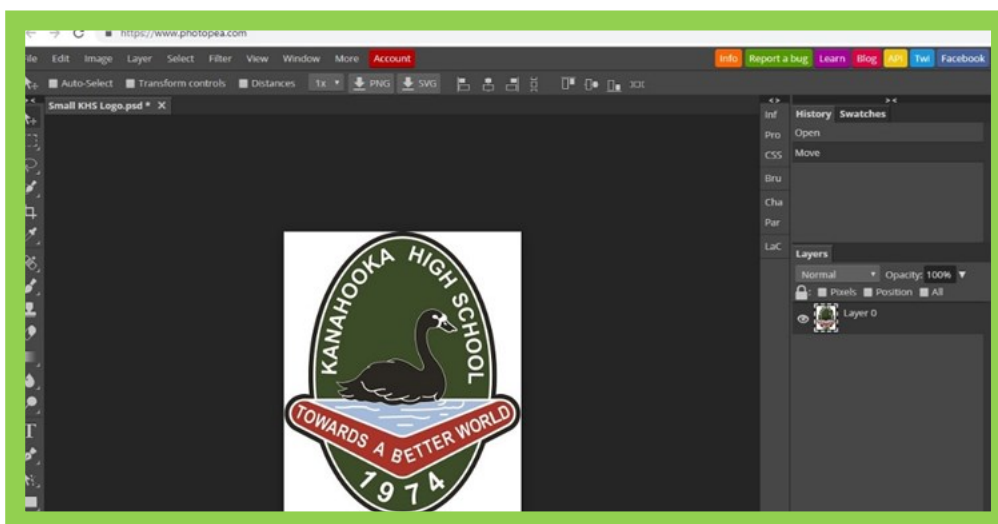 https://www.photopea.com
File Edit Image Layer Select Filter View Window More Account Info Report a bug Learn Blog API Twi Facebook
Auto-Select Transform controls Distances 1x PNG SVG
Small KHS Logo.psd * X
Inf
Pro
CSS
Bru
Cha
Par
LaC
History Swatches
Open
Move
Layers
Normal Opacity: 100%
: Pixels Position All
Layer 0
KANAHOOKA HIGH SCHOOL
TOWARDS A BETTER WORLD
1974